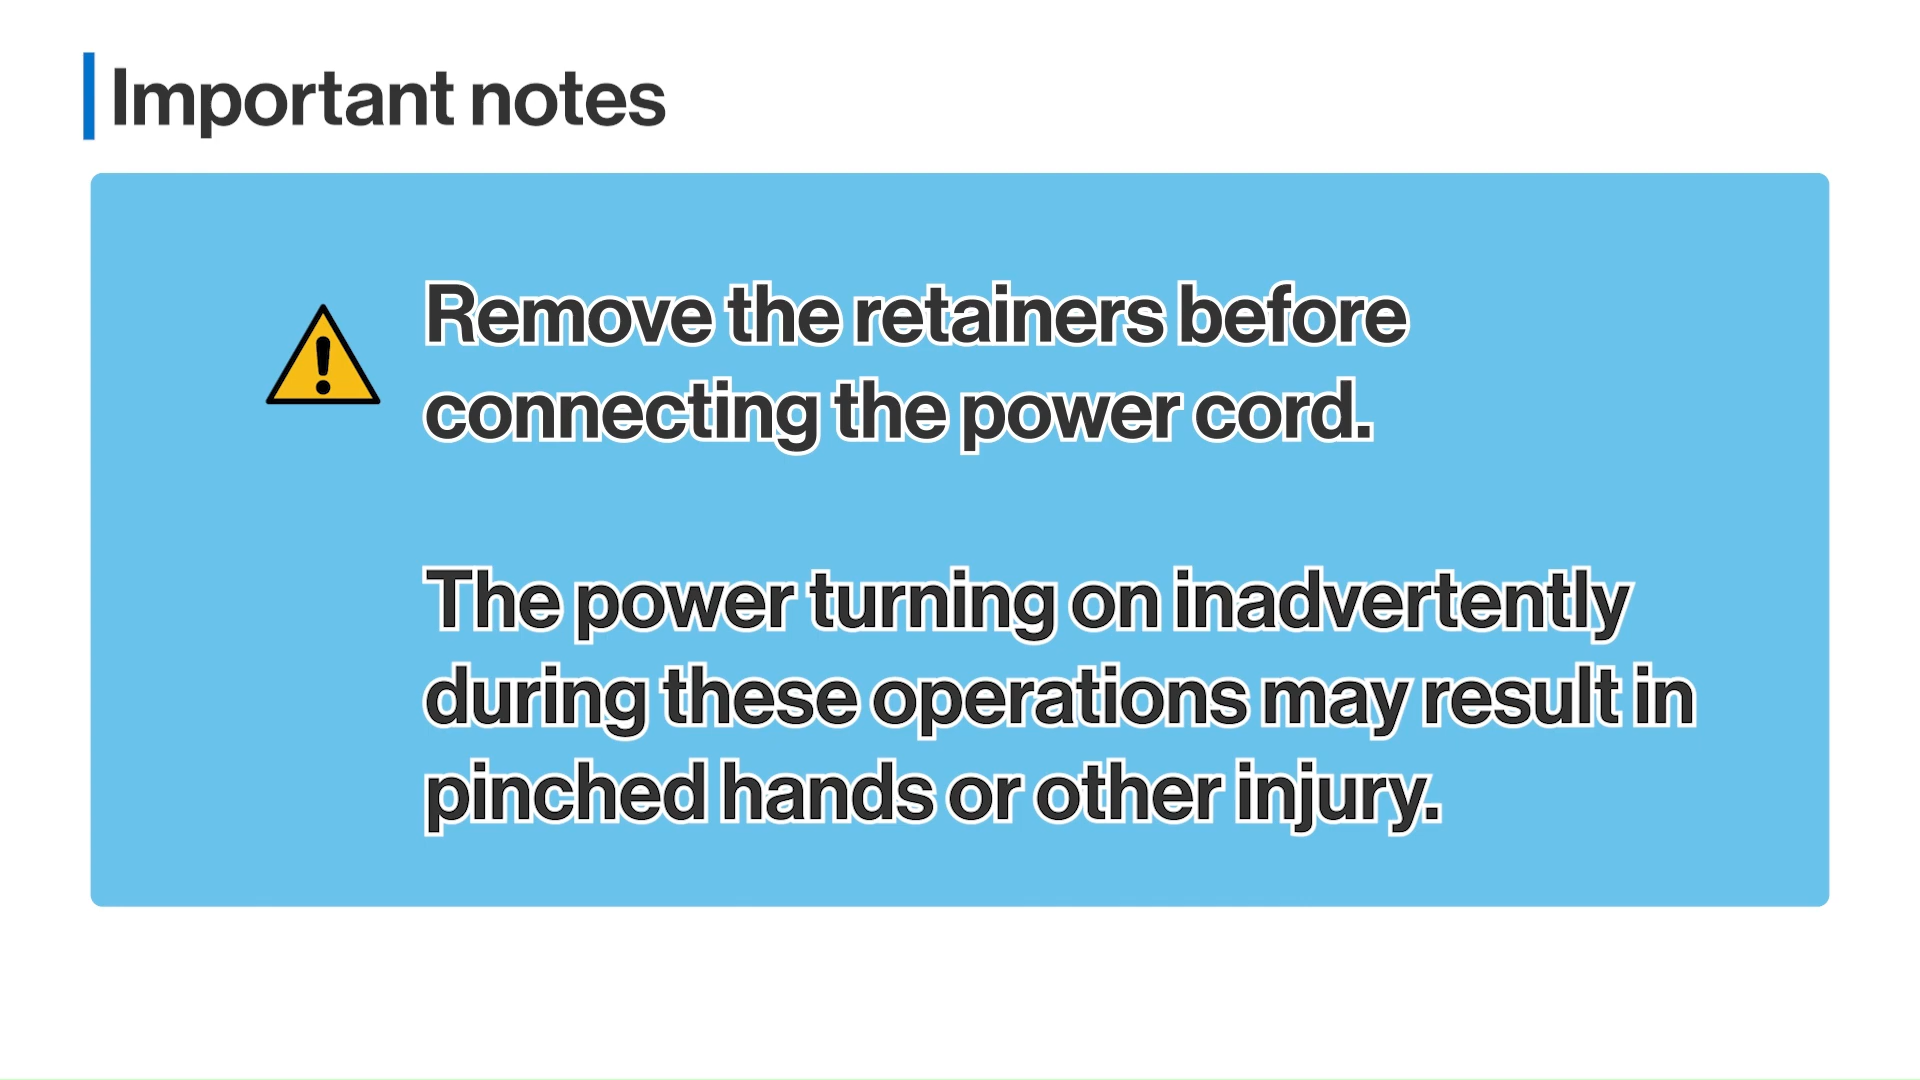 Important notes
Remove the retainers before
connecting the power cord.
The power turning on inadvertently
during these operations may result in
pinched hands or other injury.